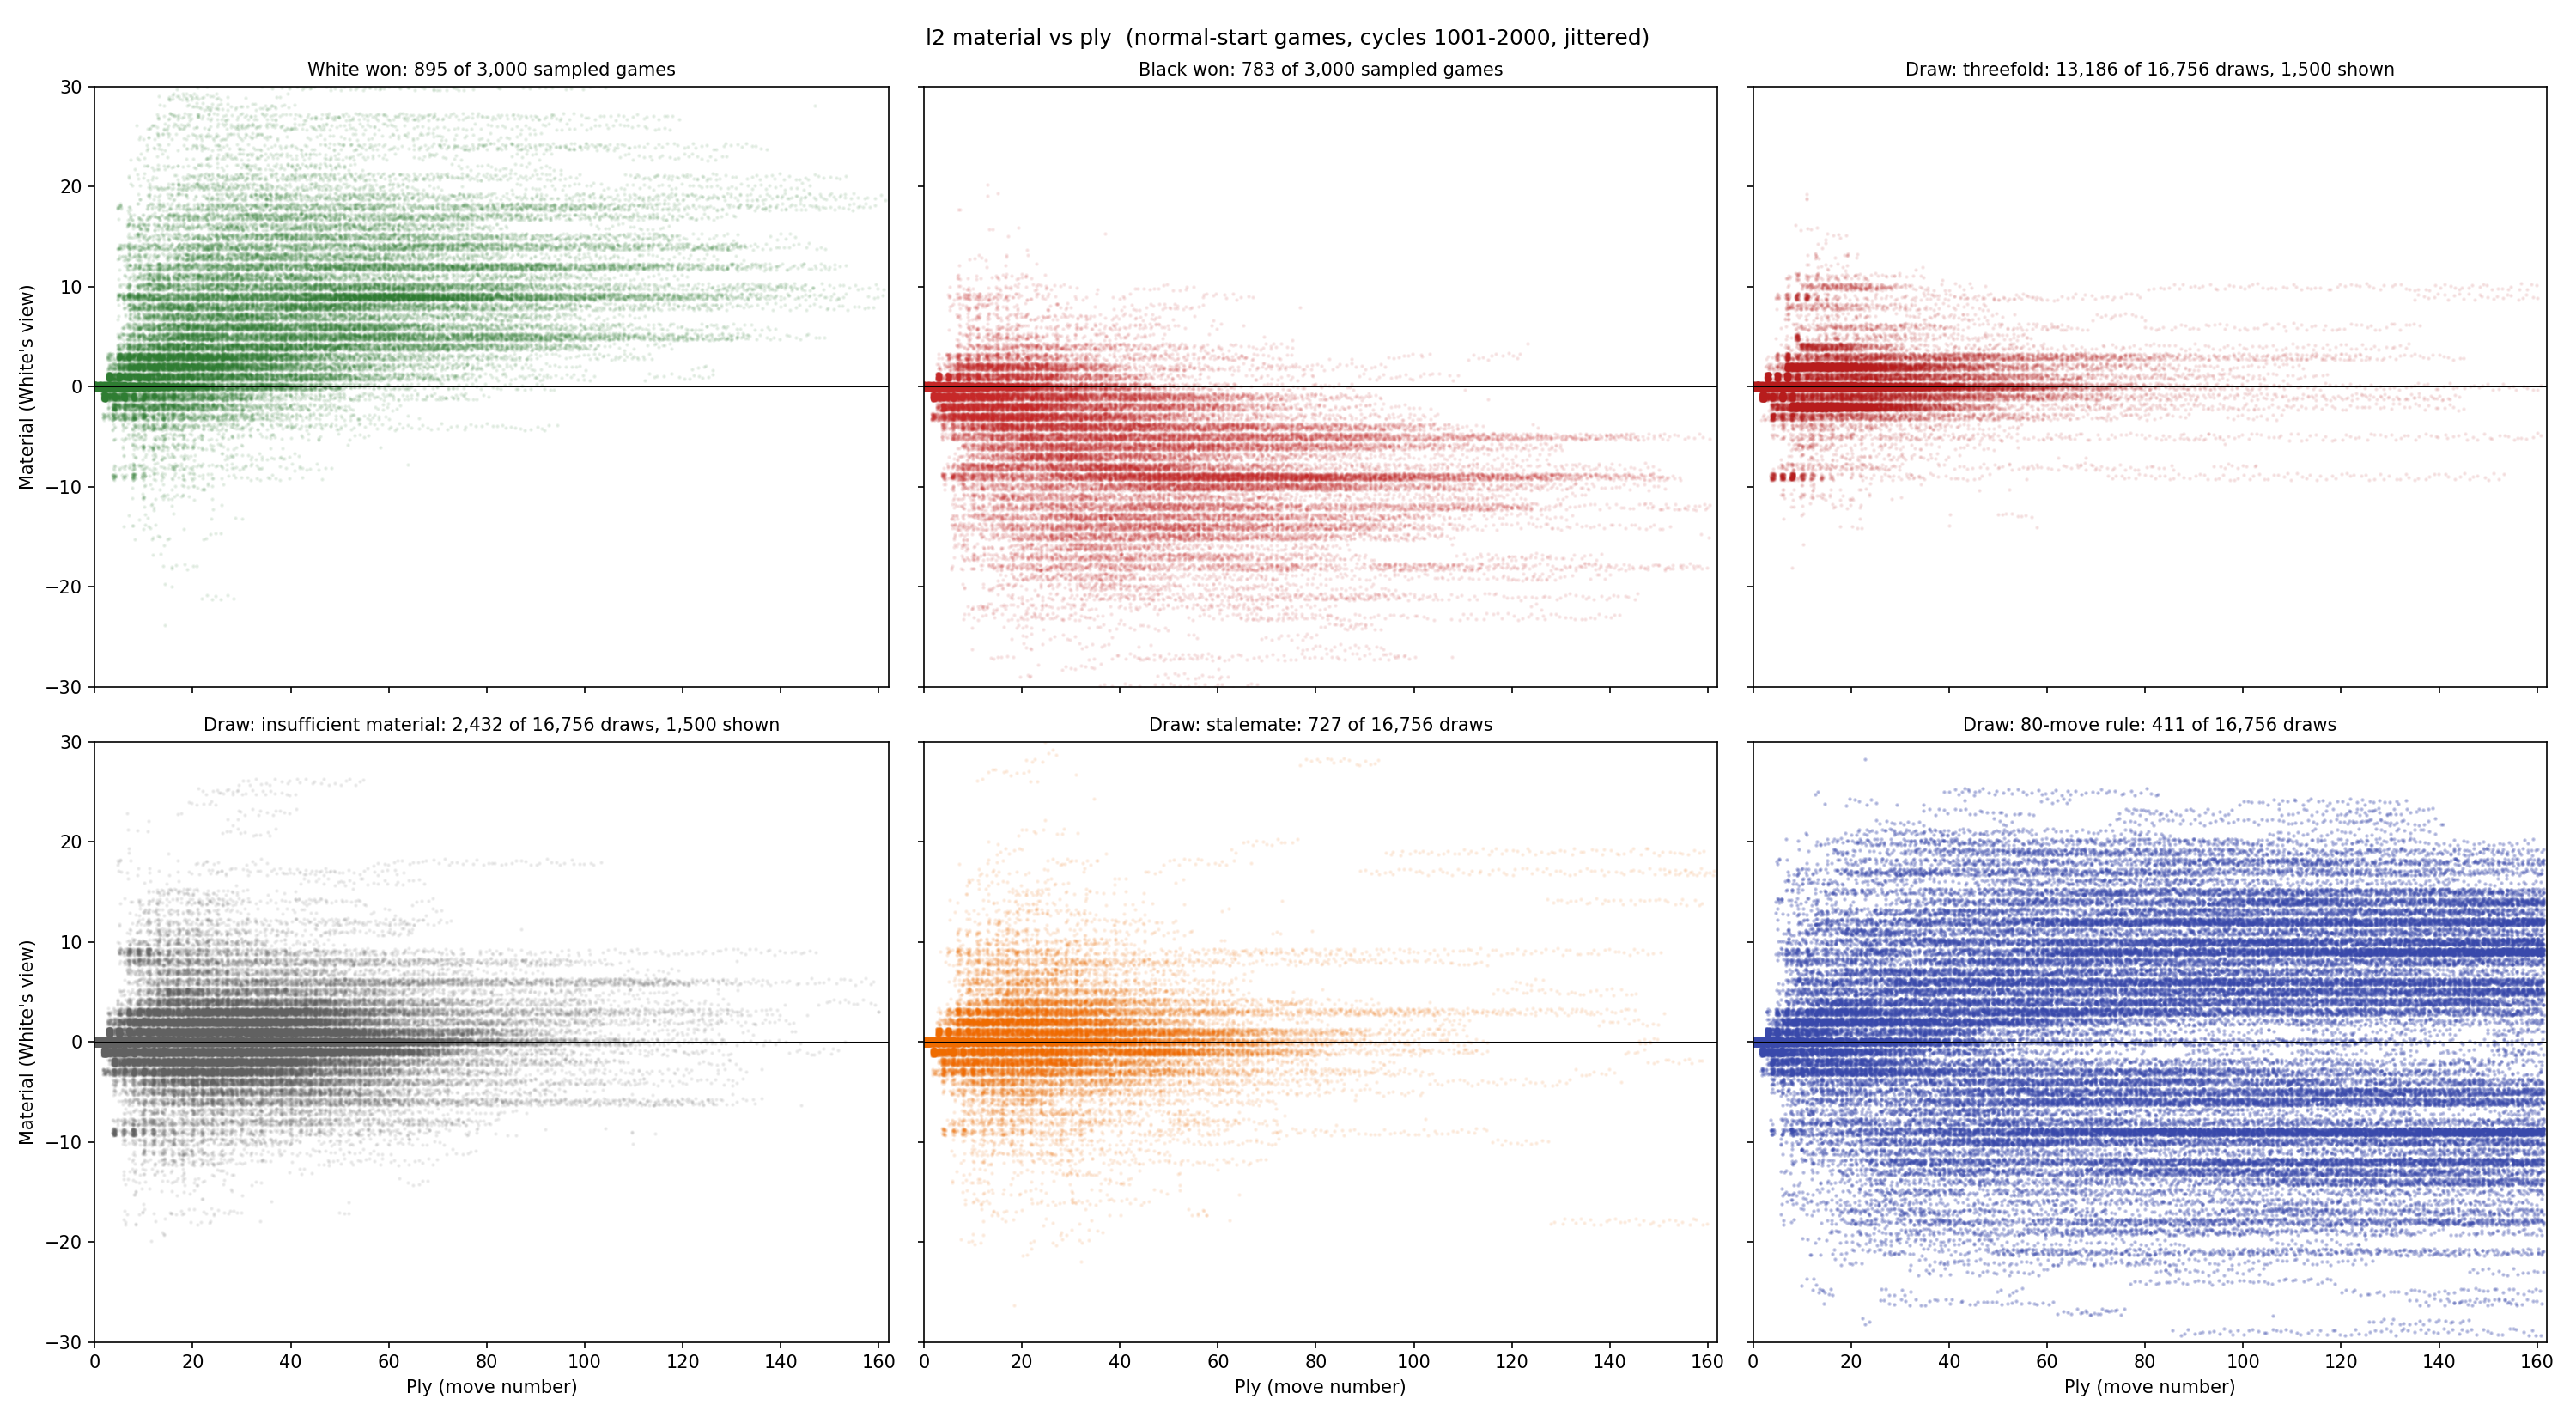 l2 material vs ply  (normal-start games, cycles 1001-2000, jittered)
White won: 895 of 3,000 sampled games
Black won: 783 of 3,000 sampled games
Draw: threefold: 13,186 of 16,756 draws, 1,500 shown
30
20
10
0
−10
−20
−30
Material (White's view)
Draw: insufficient material: 2,432 of 16,756 draws, 1,500 shown
Draw: stalemate: 727 of 16,756 draws
Draw: 80-move rule: 411 of 16,756 draws
30
20
10
0
−10
−20
−30
Material (White's view)
0 20 40 60 80 100 120 140 160
0 20 40 60 80 100 120 140 160
0 20 40 60 80 100 120 140 160
Ply (move number)
Ply (move number)
Ply (move number)